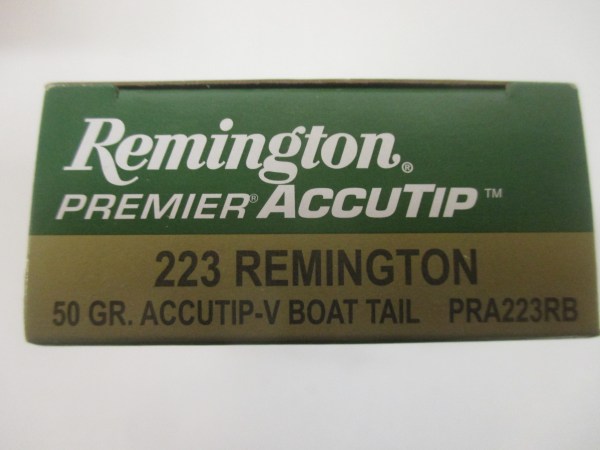 Remington®
PREMIER® ACCUTIP™
223 REMINGTON
50 GR. ACCUTIP-V BOAT TAIL PRA223RB